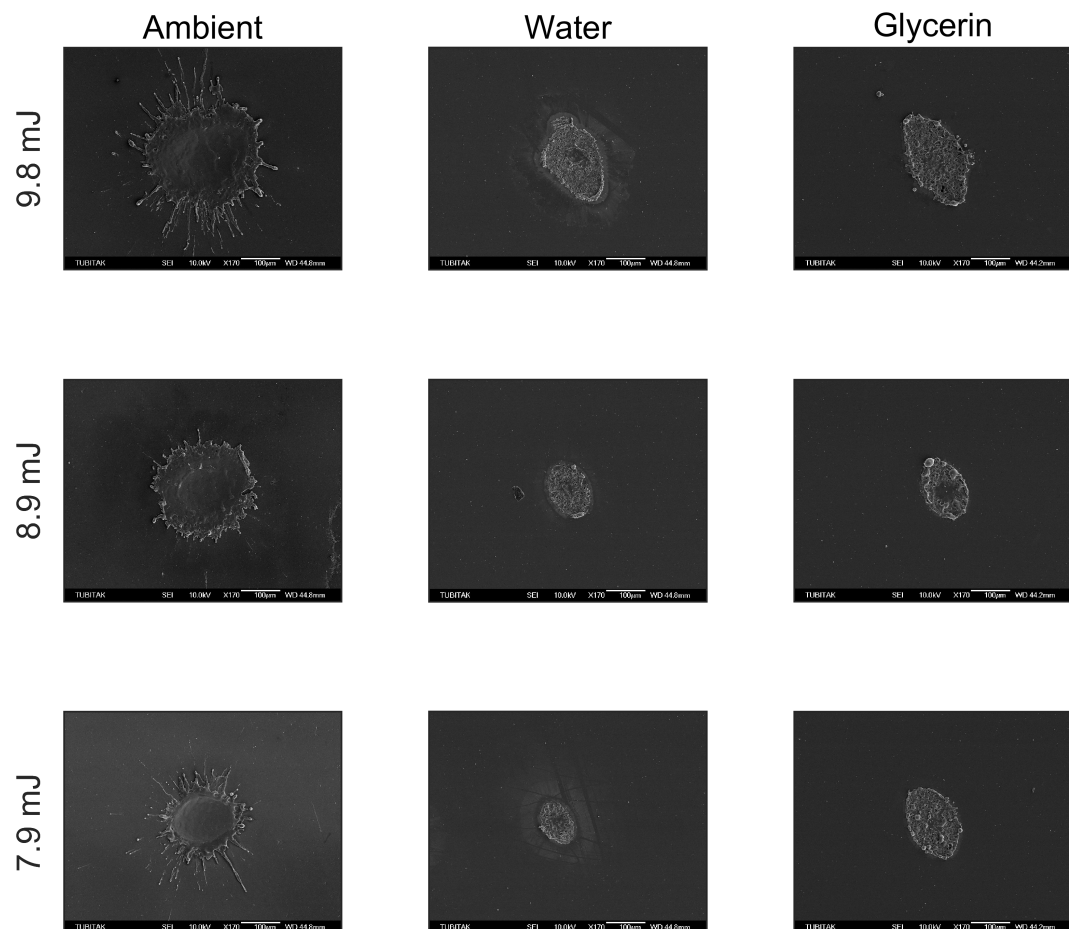 Ambient Water Glycerin
9.8 mJ
TUBITAK SEI 10.0kV X170 100μm WD 44.8mm
TUBITAK SEI 10.0kV X170 100μm WD 44.8mm
TUBITAK SEI 10.0kV X170 100μm WD 44.2mm
8.9 mJ
TUBITAK SEI 10.0kV X170 100μm WD 44.8mm
TUBITAK SEI 10.0kV X170 100μm WD 44.8mm
TUBITAK SEI 10.0kV X170 100μm WD 44.2mm
7.9 mJ
TUBITAK SEI 10.0kV X170 100μm WD 44.8mm
TUBITAK SEI 10.0kV X170 100μm WD 44.8mm
TUBITAK SEI 10.0kV X170 100μm WD 44.2mm